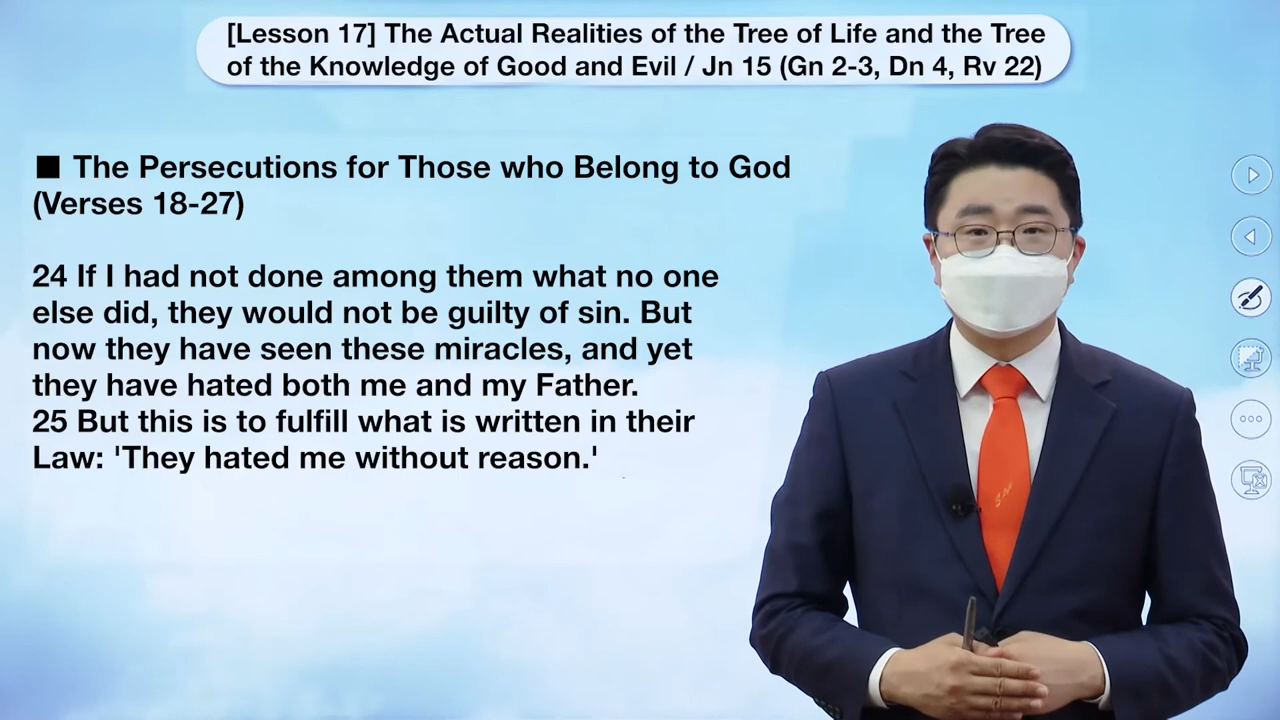 [Lesson 17] The Actual Realities of the Tree of Life and the Tree
of the Knowledge of Good and Evil / Jn 15 (Gn 2-3, Dn 4, Rv 22)
■ The Persecutions for Those who Belong to God
(Verses 18-27)
24 If I had not done among them what no one
else did, they would not be guilty of sin. But
now they have seen these miracles, and yet
they have hated both me and my Father.
25 But this is to fulfill what is written in their
Law: 'They hated me without reason.'